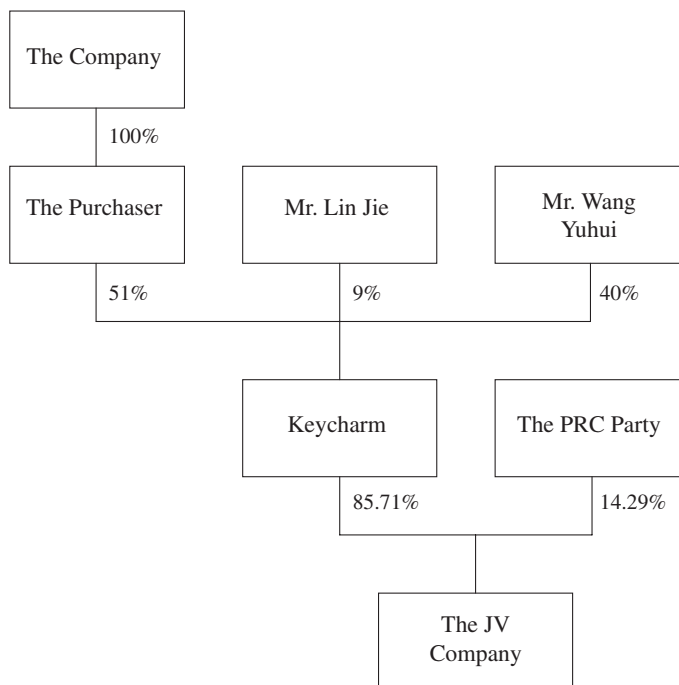 The Company
100%
The Purchaser
Mr. Lin Jie
Mr. Wang
Yuhui
51%
9%
40%
Keycharm
The PRC Party
85.71%
14.29%
The JV
Company